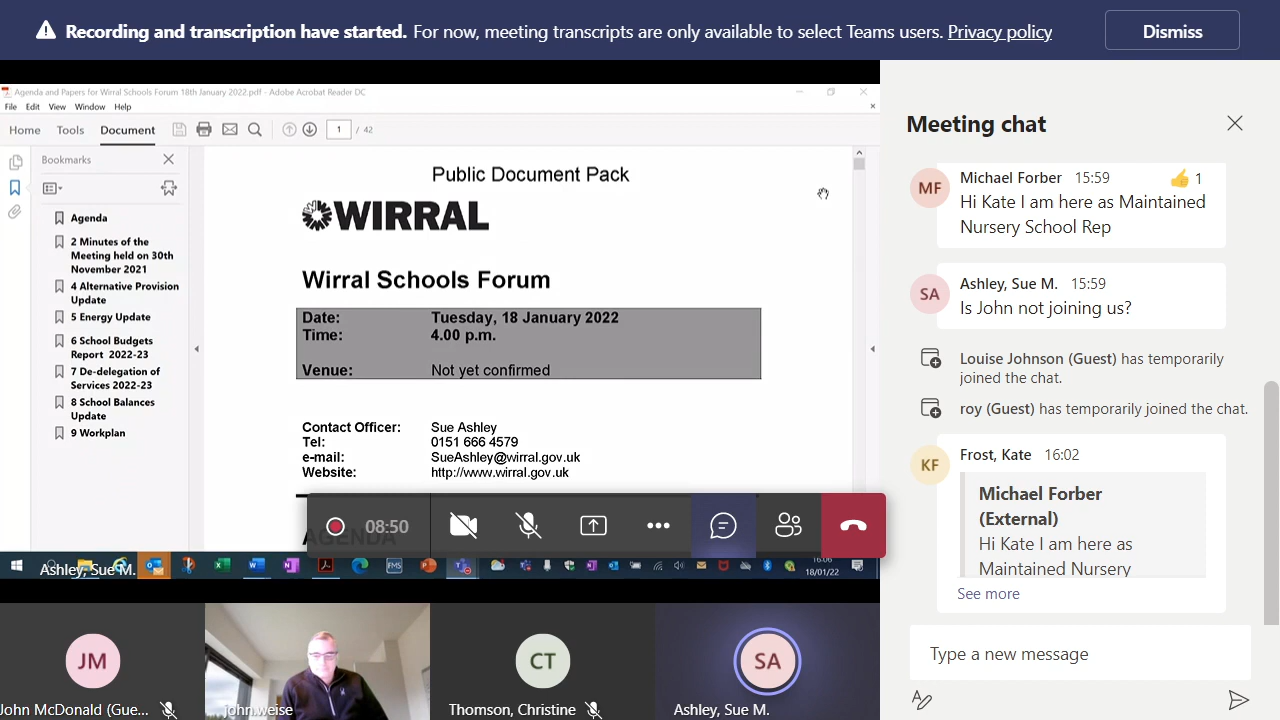 Recording and transcription have started. For now, meeting transcripts are only available to select Teams users. Privacy policy
Dismiss
Agenda and Papers for Wirral Schools Forum 18th January 2022.pdf - Adobe Acrobat Reader DC
File Edit View Window Help
Home Tools Document 1 / 42
Bookmarks
Agenda
2 Minutes of the
Meeting held on 30th
November 2021
4 Alternative Provision
Update
5 Energy Update
6 School Budgets
Report 2022-23
7 De-delegation of
Services 2022-23
8 School Balances
Update
9 Workplan
Public Document Pack
WIRRAL
Wirral Schools Forum
Date: Tuesday, 18 January 2022
Time: 4.00 p.m.
Venue: Not yet confirmed
Contact Officer: Sue Ashley
Tel: 0151 666 4579
e-mail: SueAshley@wirral.gov.uk
Website: http://www.wirral.gov.uk
AGENDA
08:50
Ashley, Sue M.
FMS
16:06
18/01/22
JM
John McDonald (Gue...
john.weise
CT
Thomson, Christine
SA
Ashley, Sue M.
Meeting chat
MF
Michael Forber 15:59
1
Hi Kate I am here as Maintained
Nursery School Rep
SA
Ashley, Sue M. 15:59
Is John not joining us?
Louise Johnson (Guest) has temporarily
joined the chat.
roy (Guest) has temporarily joined the chat.
KF
Frost, Kate 16:02
Michael Forber
(External)
Hi Kate I am here as
Maintained Nursery
See more
Type a new message